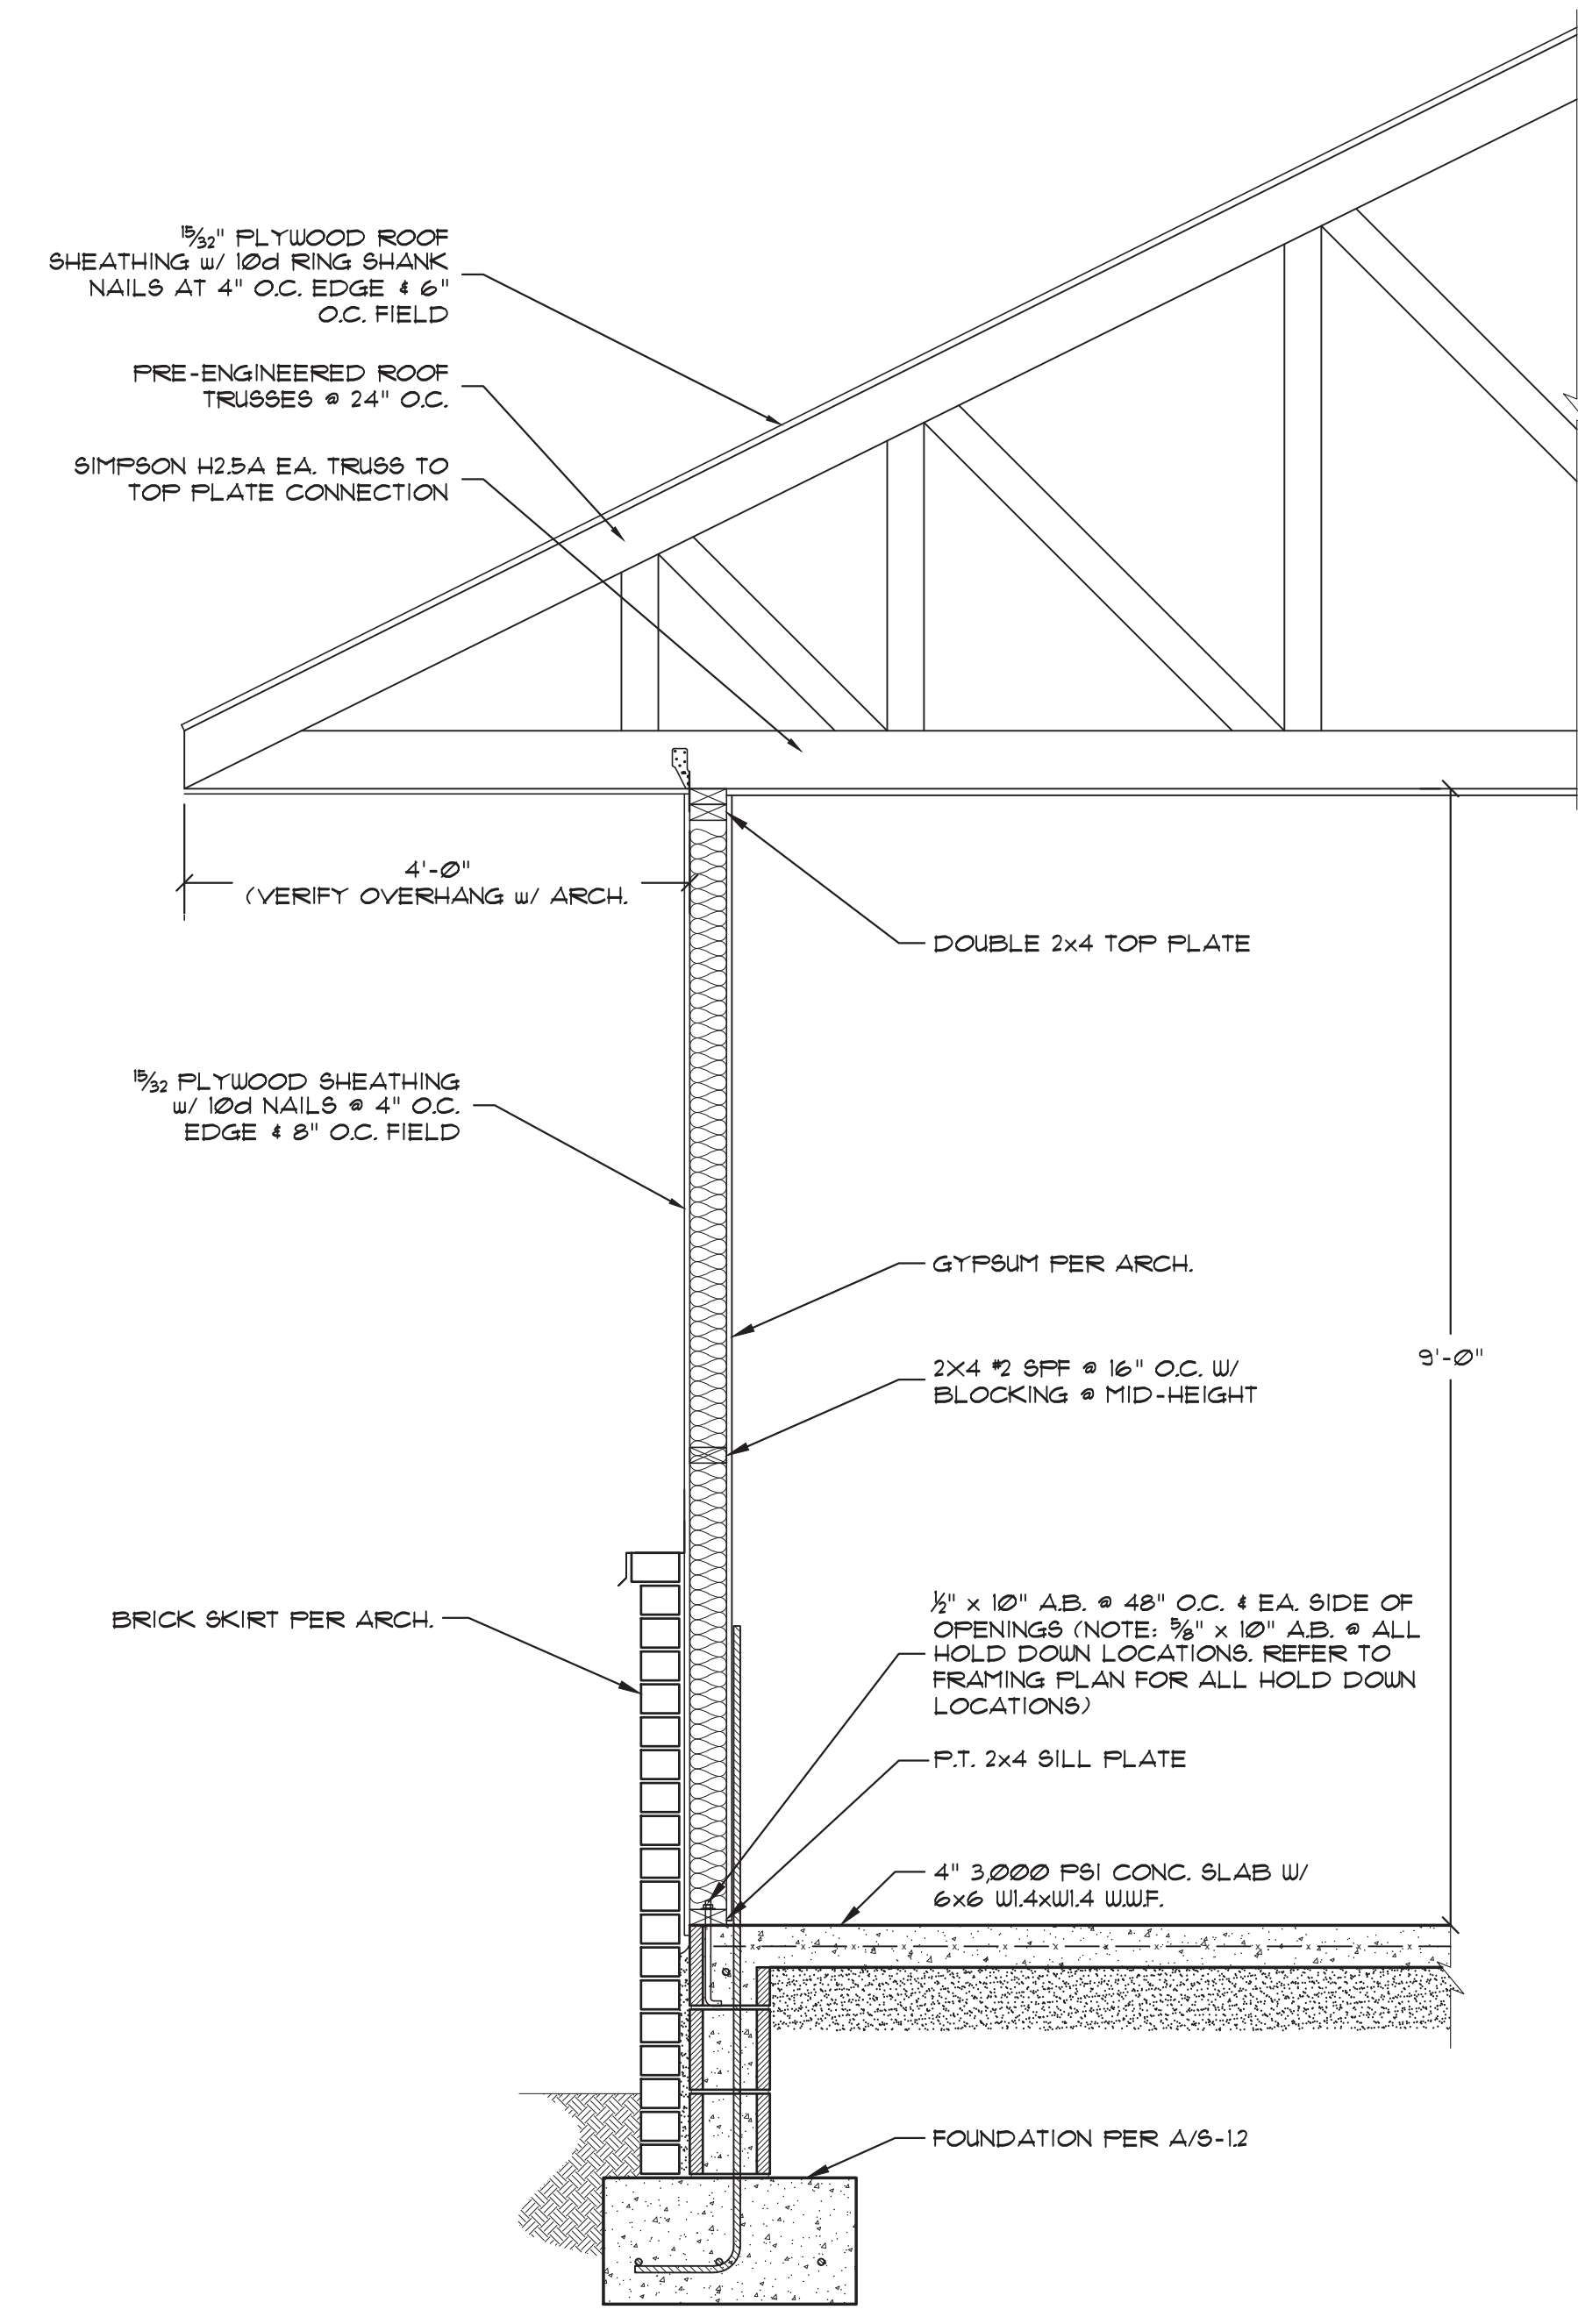 15/32" PLYWOOD ROOF
SHEATHING w/ 10d RING SHANK
NAILS AT 4" O.C. EDGE & 6"
O.C. FIELD
PRE-ENGINEERED ROOF
TRUSSES @ 24" O.C.
SIMPSON H2.5A EA. TRUSS TO
TOP PLATE CONNECTION
4'-0"
(VERIFY OVERHANG w/ ARCH.
DOUBLE 2x4 TOP PLATE
15/32 PLYWOOD SHEATHING
w/ 10d NAILS @ 4" O.C.
EDGE & 8" O.C. FIELD
GYPSUM PER ARCH.
2X4 #2 SPF @ 16" O.C. W/
BLOCKING @ MID-HEIGHT
9'-0"
BRICK SKIRT PER ARCH.
1/2" x 10" A.B. @ 48" O.C. & EA. SIDE OF
OPENINGS (NOTE: 5/8" x 10" A.B. @ ALL
HOLD DOWN LOCATIONS. REFER TO
FRAMING PLAN FOR ALL HOLD DOWN
LOCATIONS)
P.T. 2x4 SILL PLATE
4" 3,000 PSI CONC. SLAB W/
6x6 W1.4xW1.4 W.W.F.
FOUNDATION PER A/S-1.2